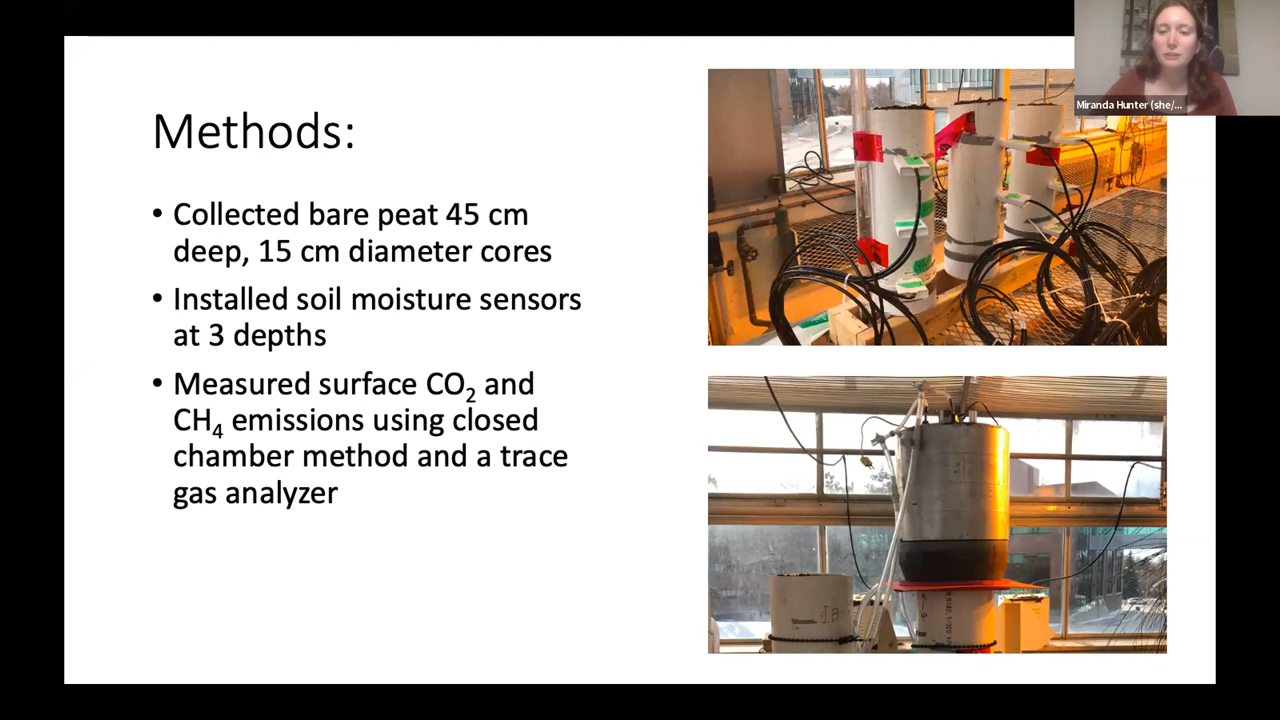 Miranda Hunter (she/...
Methods:
• Collected bare peat 45 cm
deep, 15 cm diameter cores
• Installed soil moisture sensors
at 3 depths
• Measured surface CO₂ and
CH₄ emissions using closed
chamber method and a trace
gas analyzer
1B